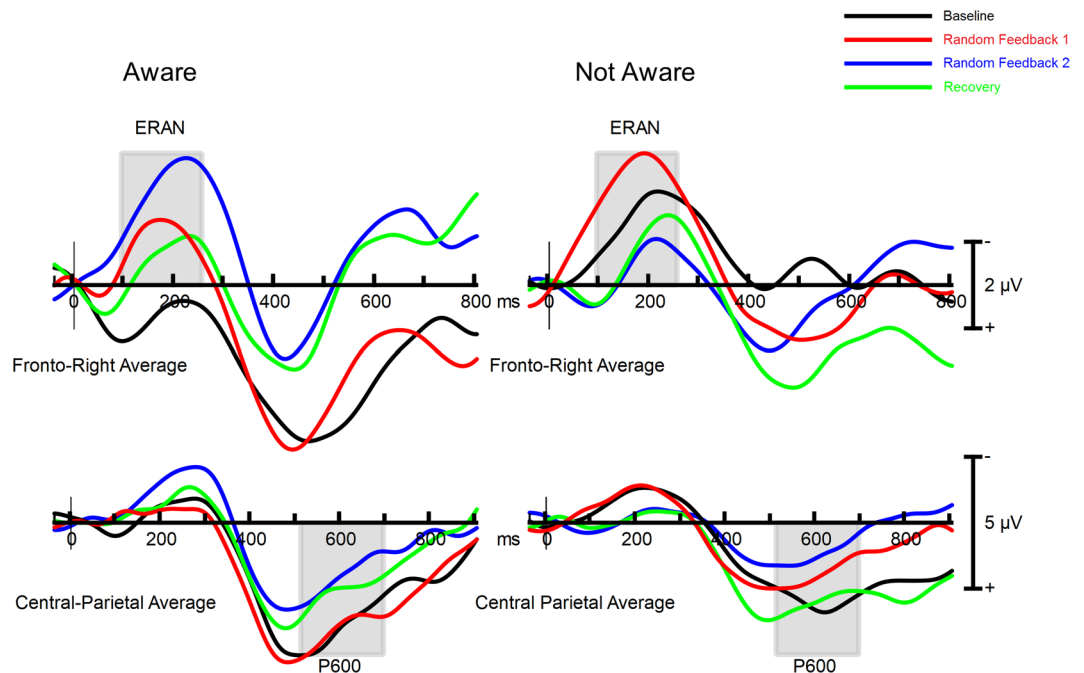 Baseline
Random Feedback 1
Random Feedback 2
Recovery
Aware
Not Aware
ERAN
ERAN
0 200 400 600 800
ms
0 200 400 600 800
ms
-
2 µV
+
Fronto-Right Average
Fronto-Right Average
-
5 µV
+
0 200 400 600 800
ms
0 200 400 600 800
ms
Central-Parietal Average
Central Parietal Average
P600
P600